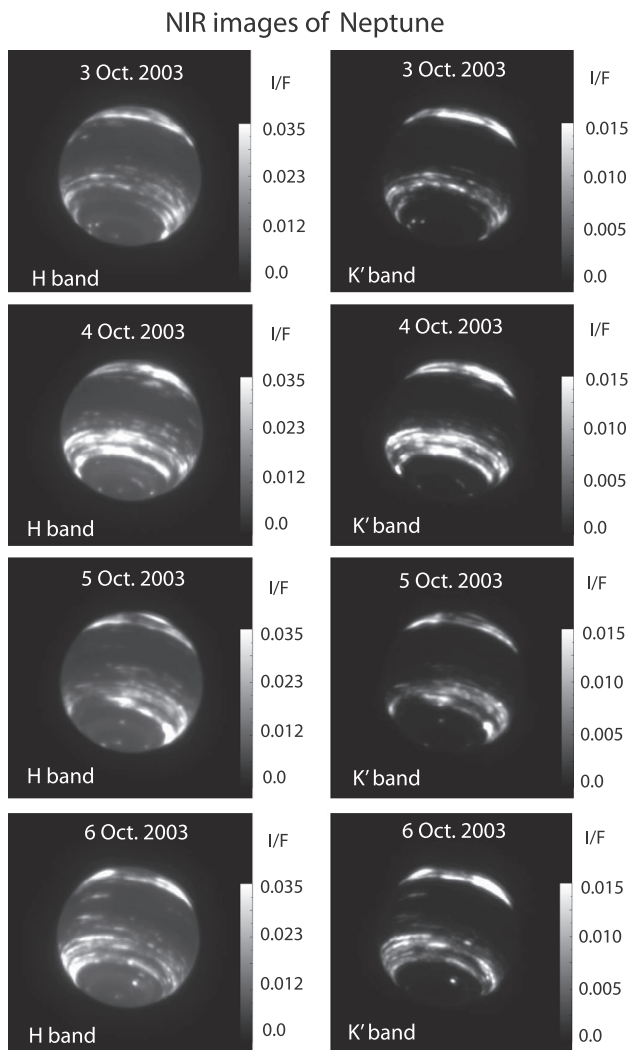 NIR images of Neptune
3 Oct. 2003
I/F
0.035
0.023
0.012
0.0
H band
3 Oct. 2003
I/F
0.015
0.010
0.005
0.0
K' band
4 Oct. 2003
I/F
0.035
0.023
0.012
0.0
H band
4 Oct. 2003
I/F
0.015
0.010
0.005
0.0
K' band
5 Oct. 2003
I/F
0.035
0.023
0.012
0.0
H band
5 Oct. 2003
I/F
0.015
0.010
0.005
0.0
K' band
6 Oct. 2003
I/F
0.035
0.023
0.012
0.0
H band
6 Oct. 2003
I/F
0.015
0.010
0.005
0.0
K' band